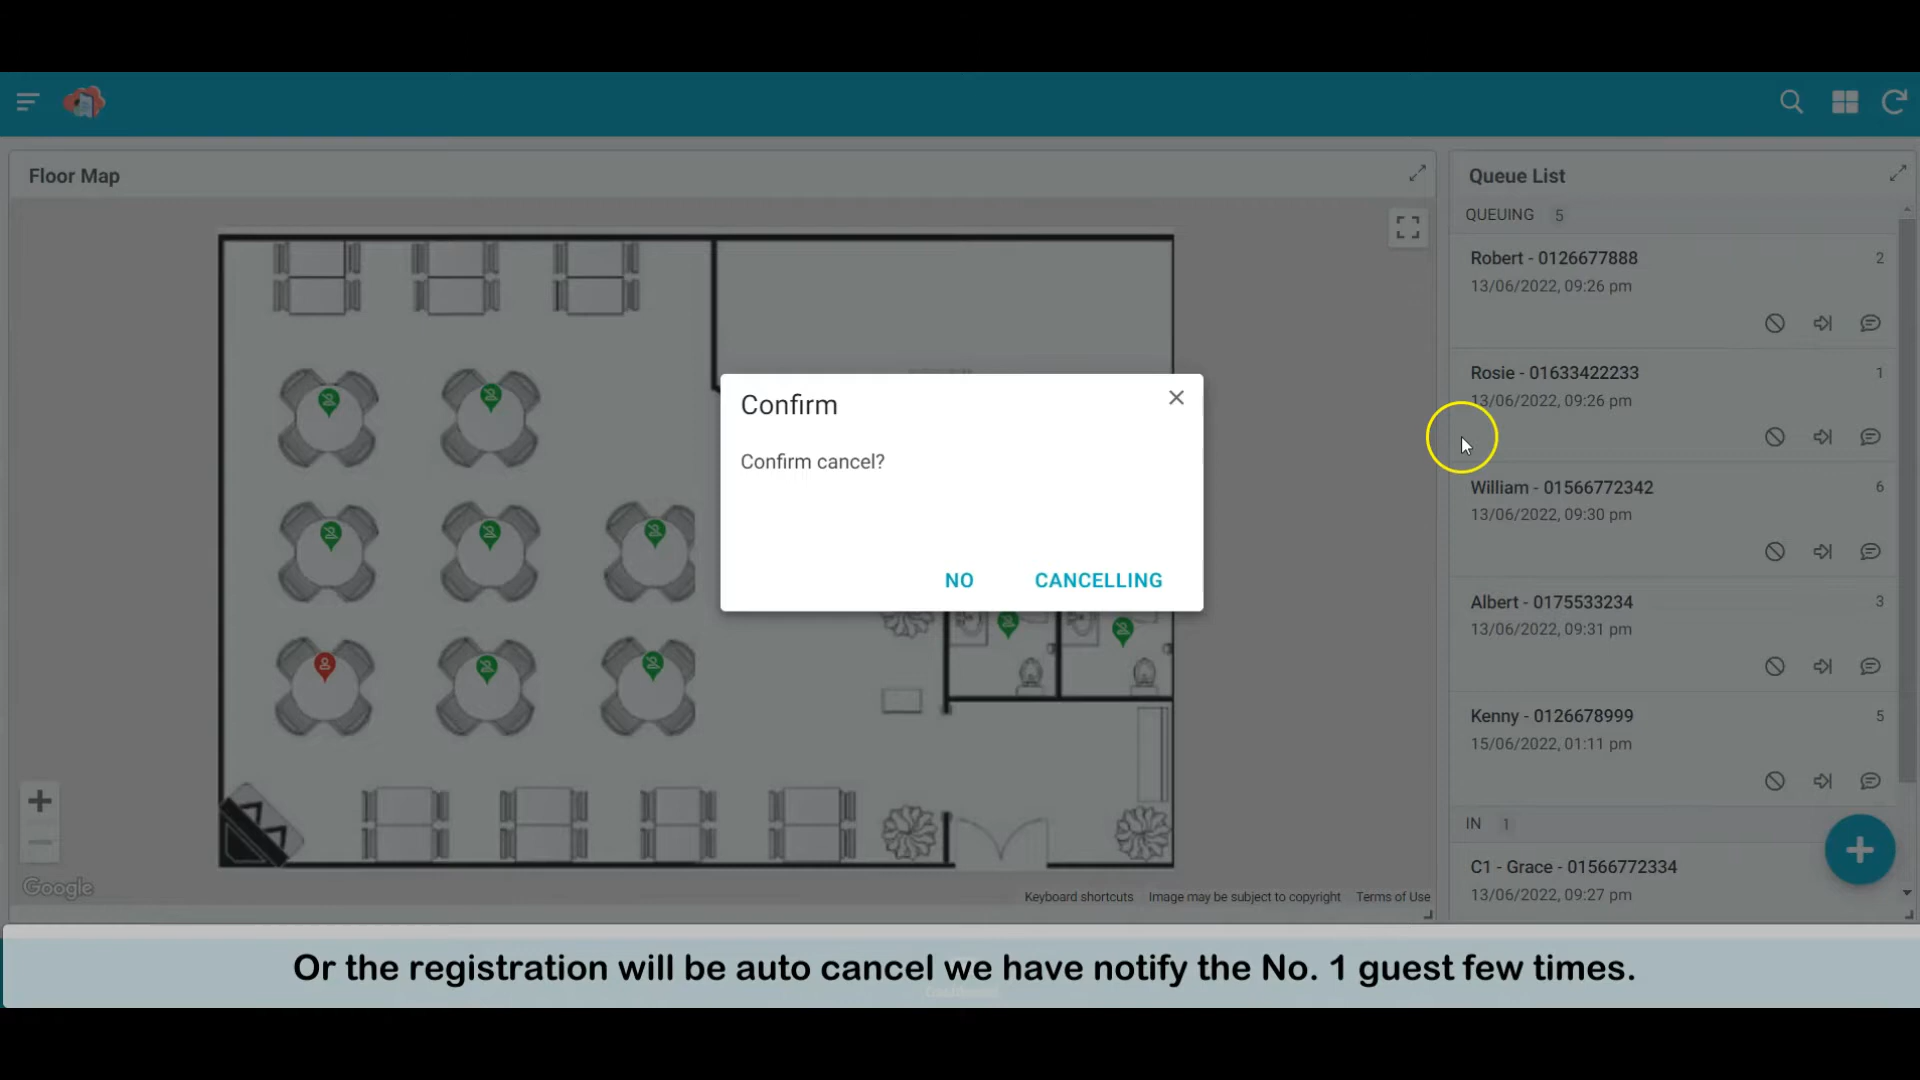 Floor Map
Queue List
QUEUING 5
Robert - 0126677888 2
13/06/2022, 09:26 pm
Rosie - 01633422233 1
13/06/2022, 09:26 pm
William - 01566772342 6
13/06/2022, 09:30 pm
Albert - 0175533234 3
13/06/2022, 09:31 pm
Kenny - 0126678999 5
15/06/2022, 01:11 pm
IN 1
C1 - Grace - 01566772334
13/06/2022, 09:27 pm
Confirm
Confirm cancel?
NO CANCELLING
Google
Keyboard shortcuts Image may be subject to copyright Terms of Use
Or the registration will be auto cancel we have notify the No. 1 guest few times.